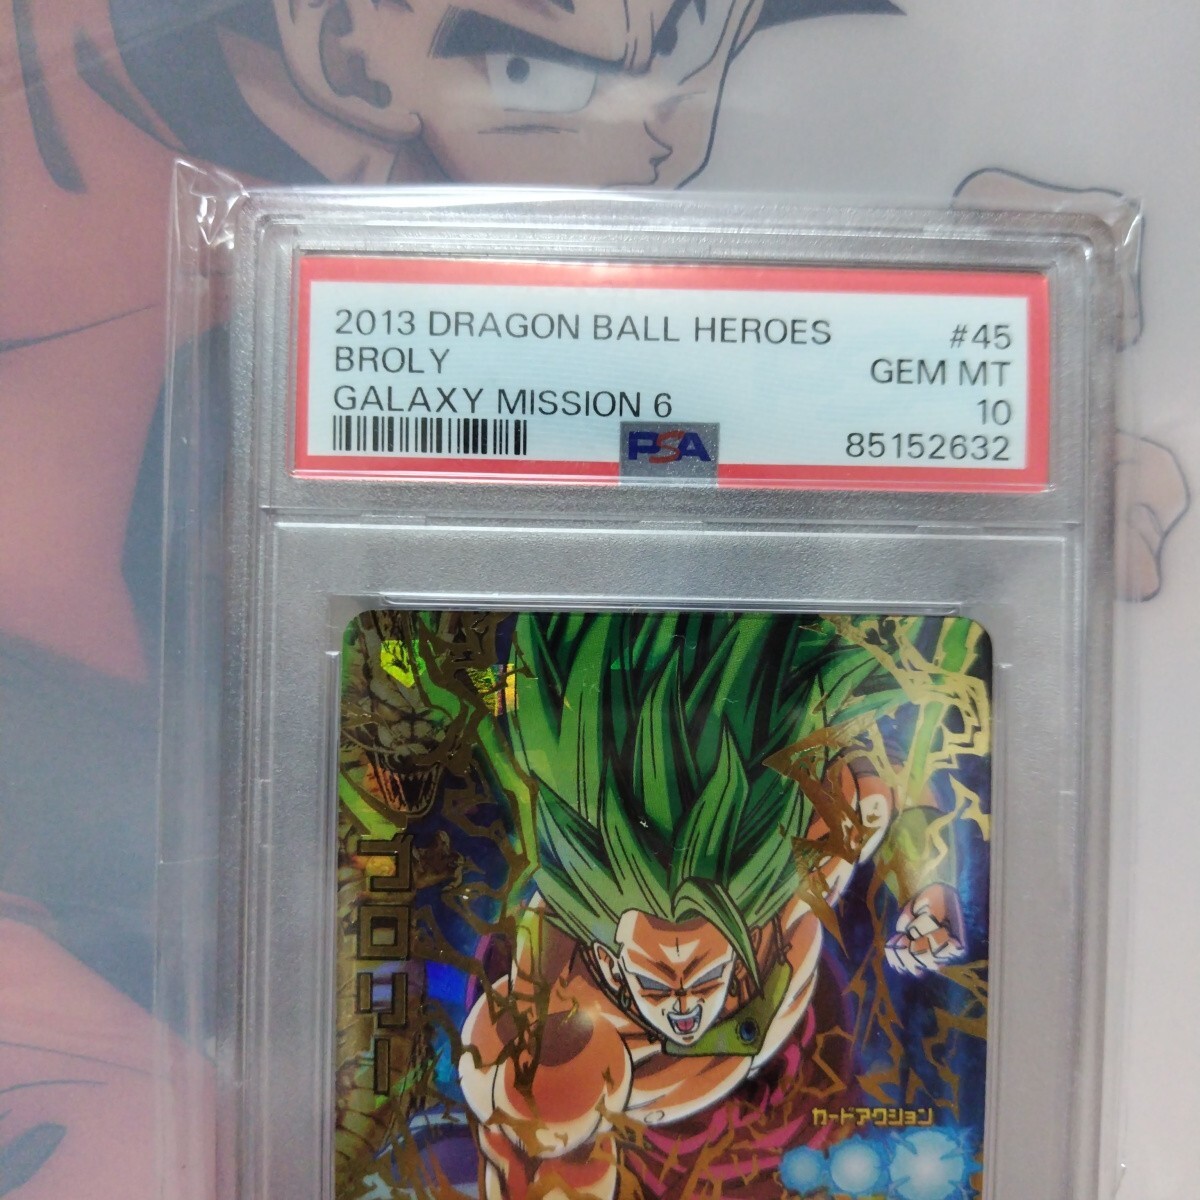 2013 DRAGON BALL HEROES #45
BROLY GEM MT
GALAXY MISSION 6 10
PSA 85152632
ブロリー
カードアクション